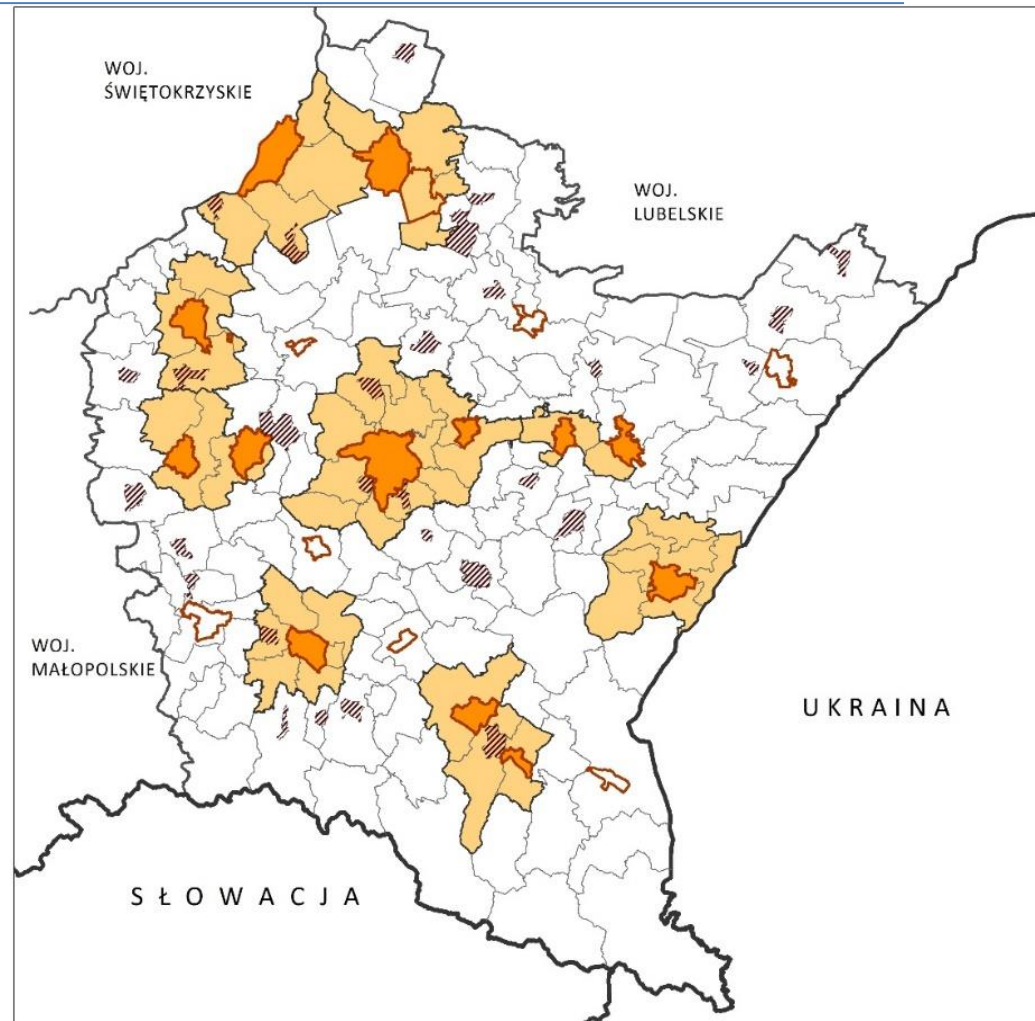 WOJ.
ŚWIĘTOKRZYSKIE
WOJ.
LUBELSKIE
WOJ.
MAŁOPOLSKIE
UKRAINA
SŁOWACJA